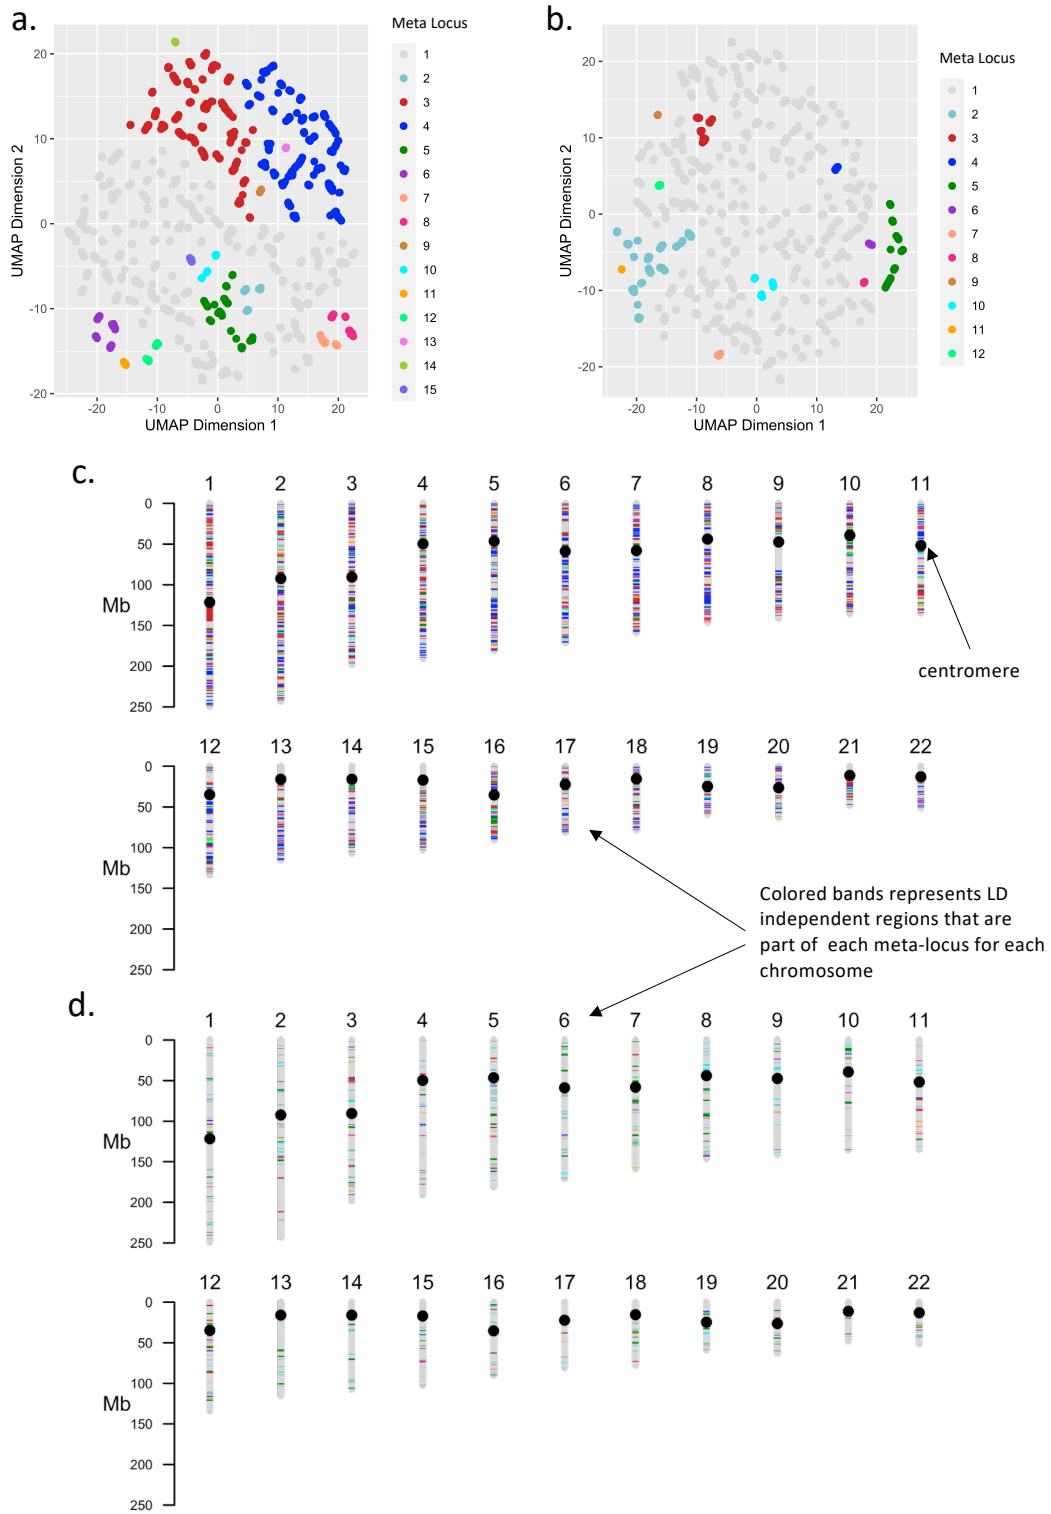 a.
Meta Locus
1
2
3
4
5
6
7
8
9
10
11
12
13
14
15
20
10
0
-10
-20
UMAP Dimension 2
-20 -10 0 10 20
UMAP Dimension 1
b.
Meta Locus
1
2
3
4
5
6
7
8
9
10
11
12
20
10
0
-10
-20
UMAP Dimension 2
-20 -10 0 10 20
UMAP Dimension 1
c.
1 2 3 4 5 6 7 8 9 10 11
0
50
100
Mb
150
200
250
centromere
12 13 14 15 16 17 18 19 20 21 22
0
50
100
Mb
150
200
250
Colored bands represents LD
independent regions that are
part of each meta-locus for each
chromosome
d.
1 2 3 4 5 6 7 8 9 10 11
0
50
100
Mb
150
200
250
12 13 14 15 16 17 18 19 20 21 22
0
50
100
Mb
150
200
250